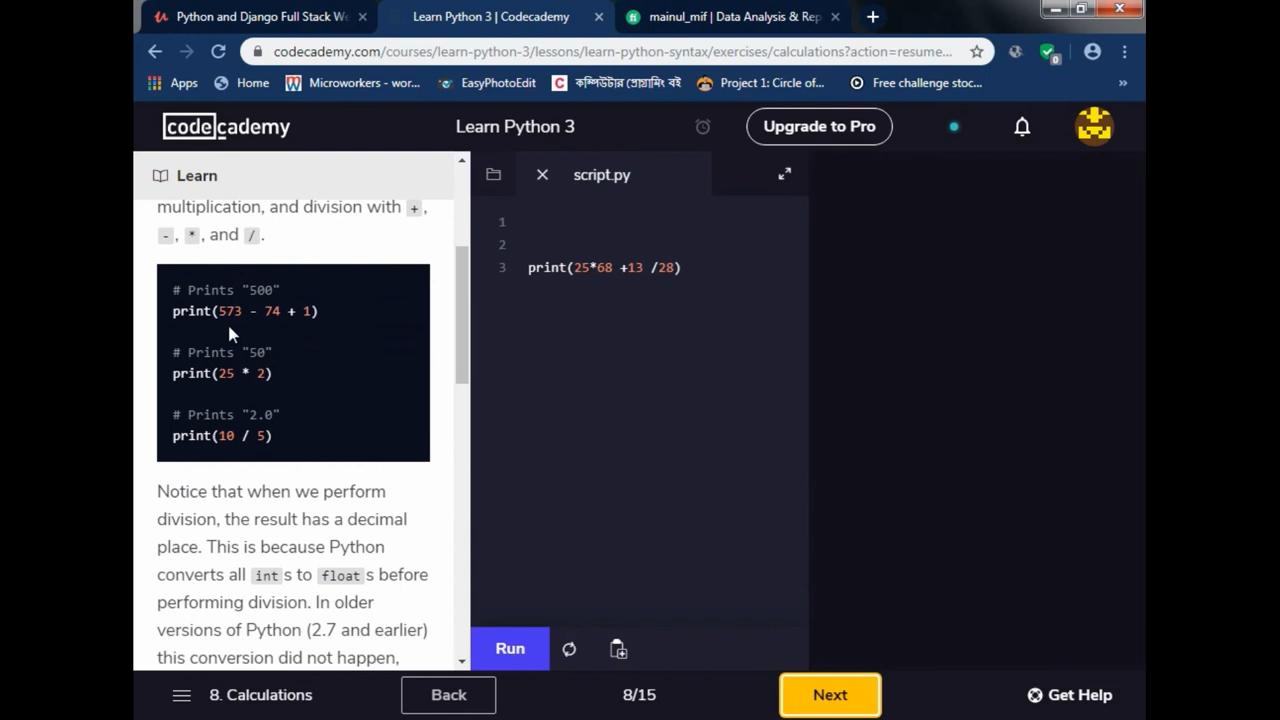 Python and Django Full Stack We
Learn Python 3 | Codecademy
mainul_mif | Data Analysis & Rep
codecademy.com/courses/learn-python-3/lessons/learn-python-syntax/exercises/calculations?action=resume...
0
Apps
Home
Microworkers - wor...
EasyPhotoEdit
C
কম্পিউটার প্রোগ্রামিং বই
Project 1: Circle of...
Free challenge stoc...
»
codecademy
Learn Python 3
Upgrade to Pro
Learn
script.py
multiplication, and division with +,
-, *, and /.
# Prints "500"
print(573 - 74 + 1)
# Prints "50"
print(25 * 2)
# Prints "2.0"
print(10 / 5)
Notice that when we perform
division, the result has a decimal
place. This is because Python
converts all ints to floats before
performing division. In older
versions of Python (2.7 and earlier)
this conversion did not happen,
1
2
3 print(25*68 +13 /28)
Run
8. Calculations
Back
8/15
Next
Get Help